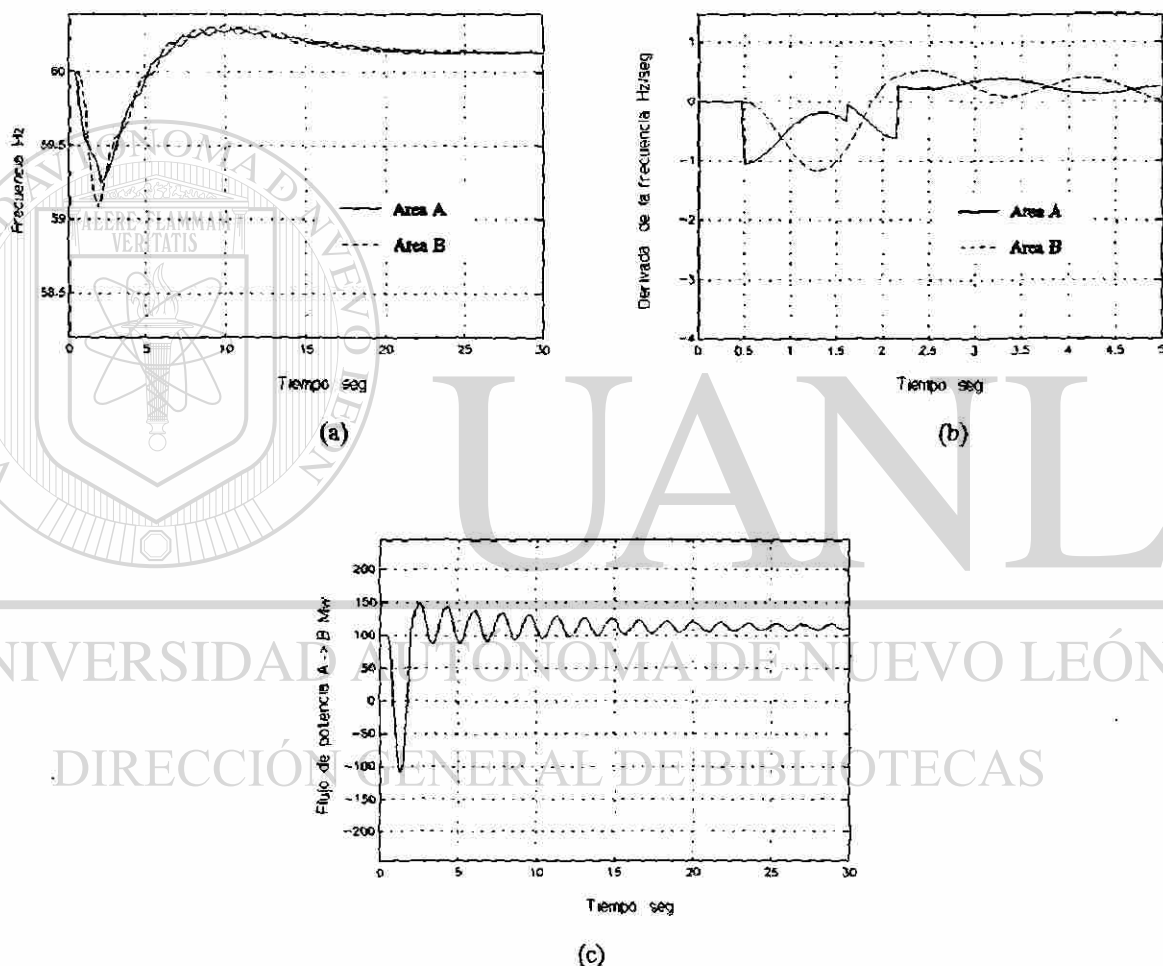 Frecuencia Hz
60
59.5
59
58.5
0 5 10 15 20 25 30
Tiempo seg
Area A
Area B
(a)
Derivada de la frecuencia Hz/seg
1
0
-1
-2
-3
-4
0 0.5 1 1.5 2 2.5 3 3.5 4 4.5 5
Tiempo seg
Area A
Area B
(b)
Flujo de potencia A -> B Mw
200
150
100
50
0
-50
-100
-150
-200
0 5 10 15 20 25 30
Tiempo seg
(c)
ALERE FLAMMAM
VERITATIS
UANL
UNIVERSIDAD AUTÓNOMA DE NUEVO LEÓN
DIRECCIÓN GENERAL DE BIBLIOTECAS